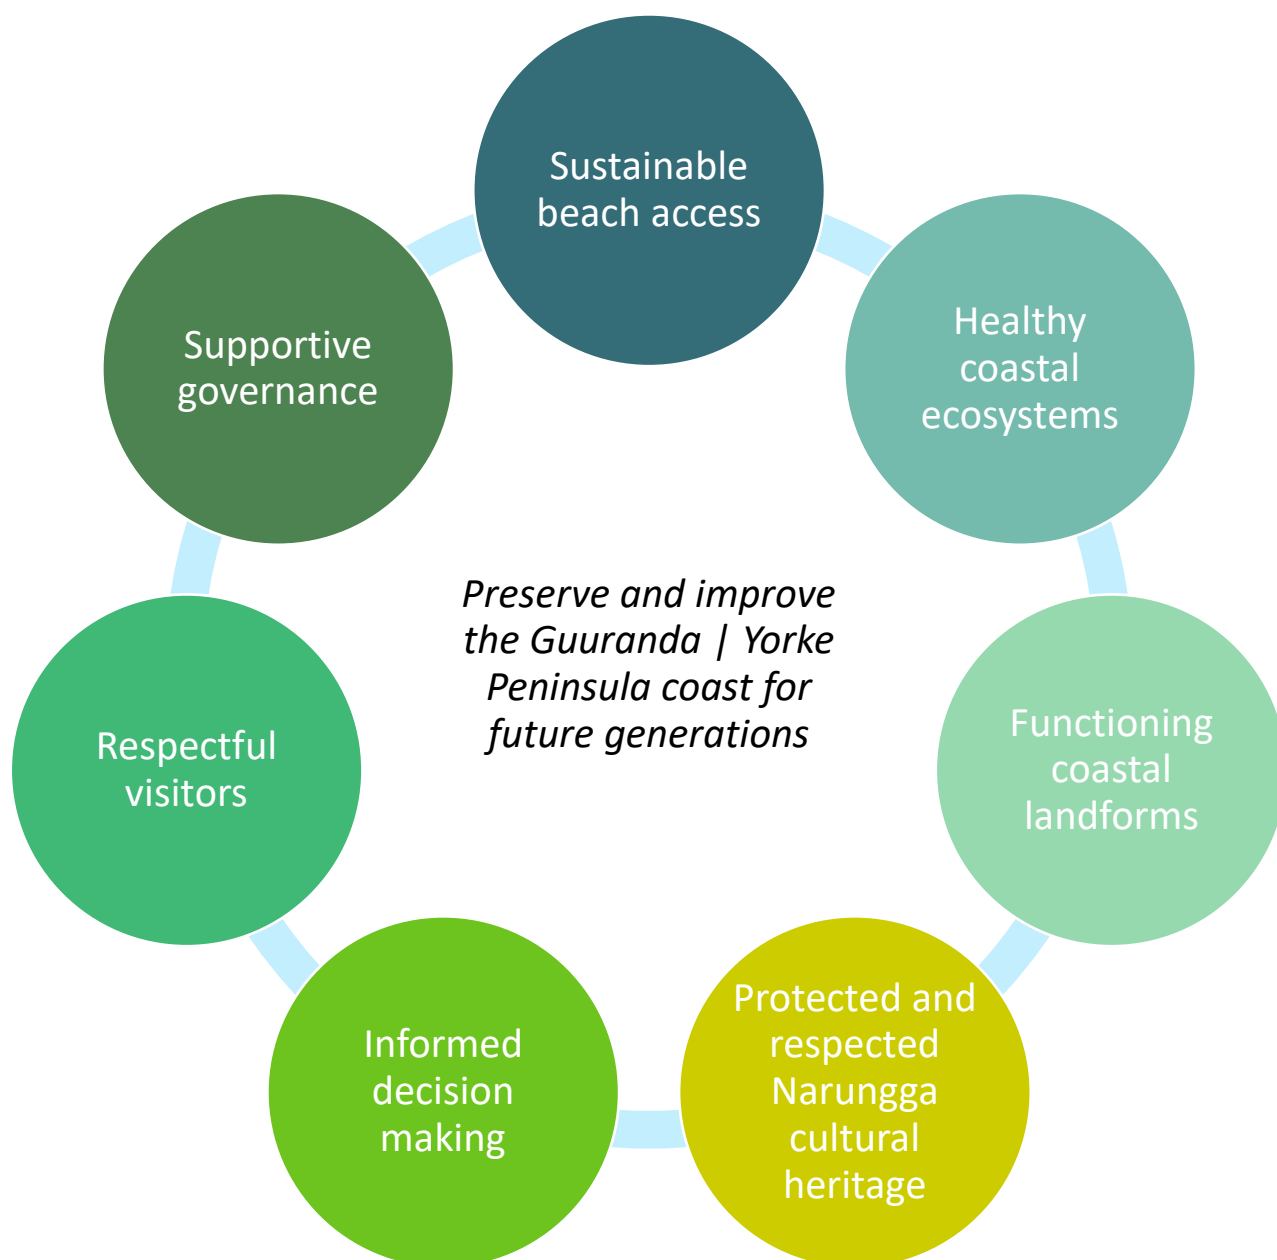 Sustainable
beach access
Healthy
coastal
ecosystems
Functioning
coastal
landforms
Protected and
respected
Narungga
cultural
heritage
Informed
decision
making
Respectful
visitors
Supportive
governance
Preserve and improve
the Guuranda | Yorke
Peninsula coast for
future generations